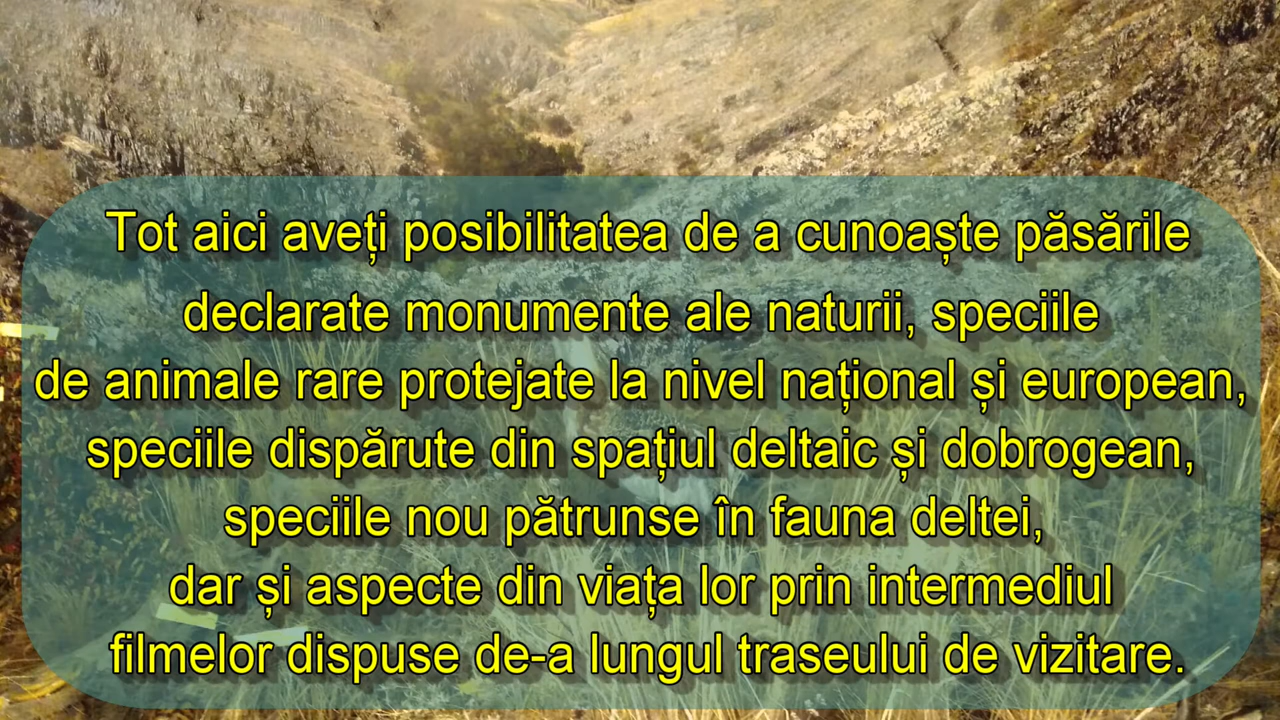 Tot aici aveți posibilitatea de a cunoaște păsările
declarate monumente ale naturii, speciile
de animale rare protejate la nivel național și european,
speciile dispărute din spațiul deltaic și dobrogean,
speciile nou pătrunse în fauna deltei,
dar și aspecte din viața lor prin intermediul
filmelor dispuse de-a lungul traseului de vizitare.